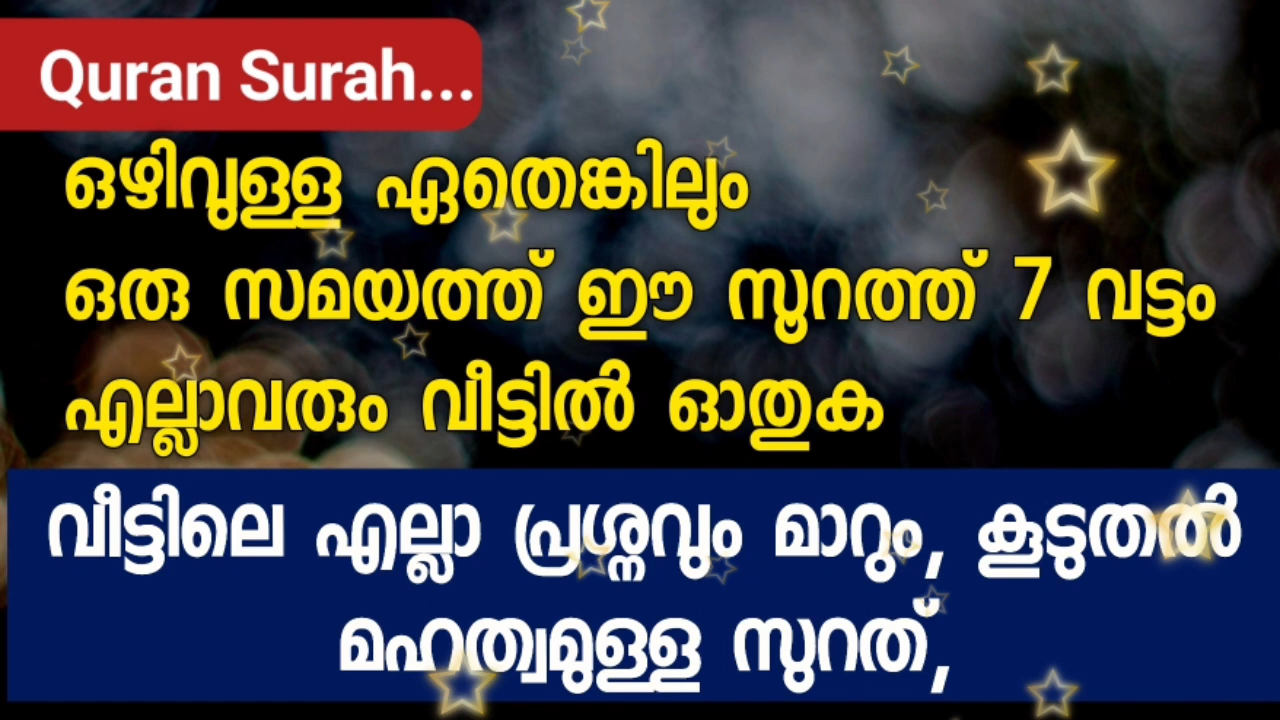 Quran Surah...
ഒഴിവുള്ള ഏതെങ്കിലും
ഒരു സമയത്ത് ഈ സൂറത്ത് 7 വട്ടം
എല്ലാവരും വീട്ടിൽ ഓതുക
വീട്ടിലെ എല്ലാ പ്രശ്നവും മാറും, കൂടുതൽ
മഹത്വമുള്ള സുറത്,